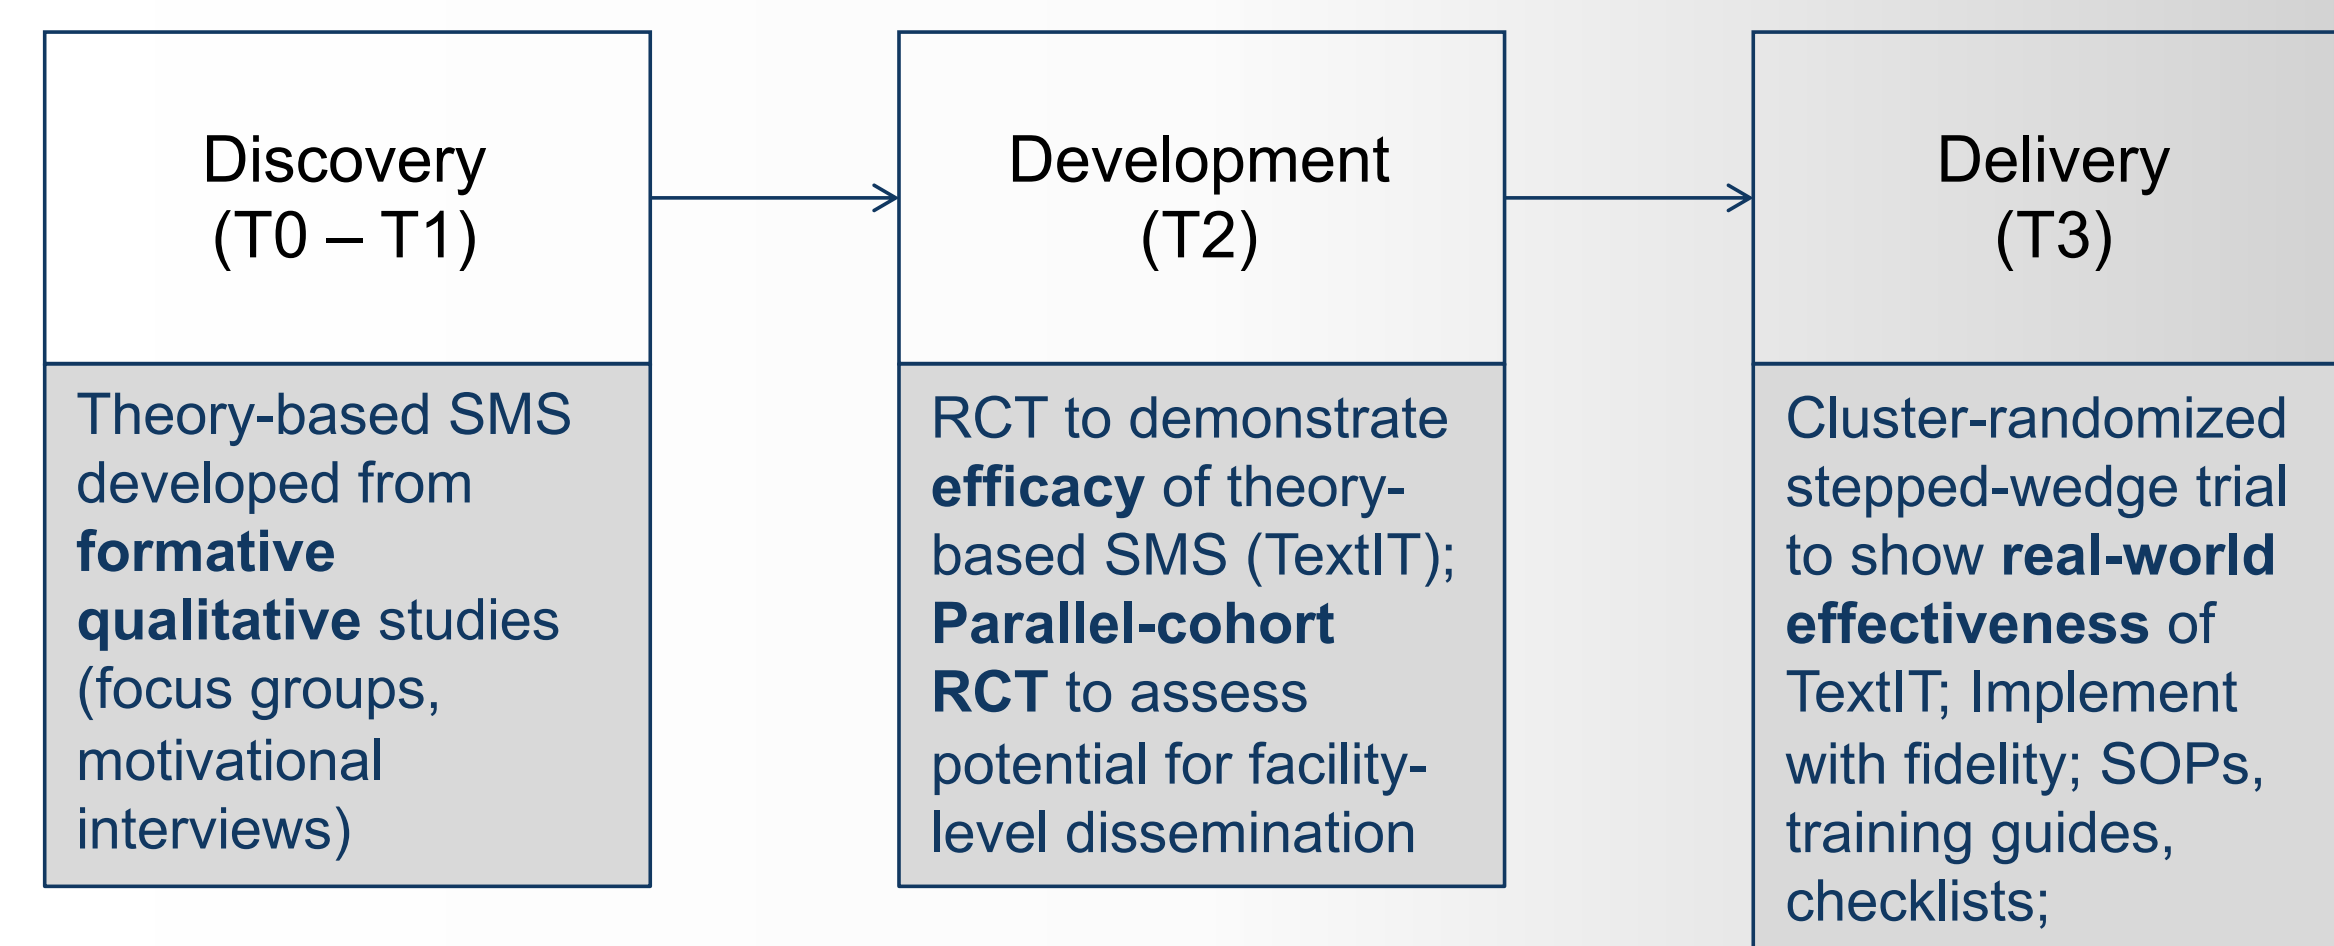 Discovery
(T0 – T1)
Theory-based SMS
developed from
formative
qualitative studies
(focus groups,
motivational
interviews)
Development
(T2)
RCT to demonstrate
efficacy of theory-
based SMS (TextIT);
Parallel-cohort
RCT to assess
potential for facility-
level dissemination
Delivery
(T3)
Cluster-randomized
stepped-wedge trial
to show real-world
effectiveness of
TextIT; Implement
with fidelity; SOPs,
training guides,
checklists;